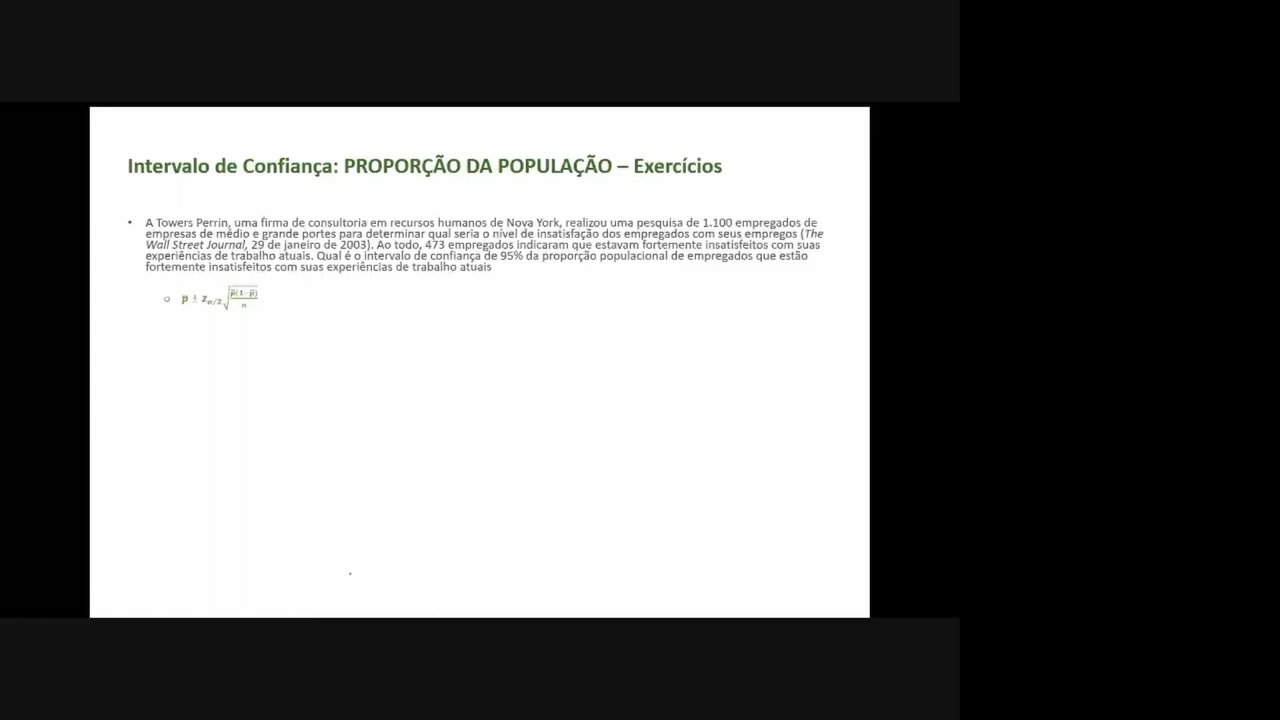 Intervalo de Confiança: PROPORÇÃO DA POPULAÇÃO – Exercícios
• A Towers Perrin, uma firma de consultoria em recursos humanos de Nova York, realizou uma pesquisa de 1.100 empregados de
empresas de médio e grande portes para determinar qual seria o nível de insatisfação dos empregados com seus empregos (The
Wall Street Journal, 29 de janeiro de 2003). Ao todo, 473 empregados indicaram que estavam fortemente insatisfeitos com suas
experiências de trabalho atuais. Qual é o intervalo de confiança de 95% da proporção populacional de empregados que estão
fortemente insatisfeitos com suas experiências de trabalho atuais
○ p̅ ± z_α/2 √(p̅(1−p̅)/n)